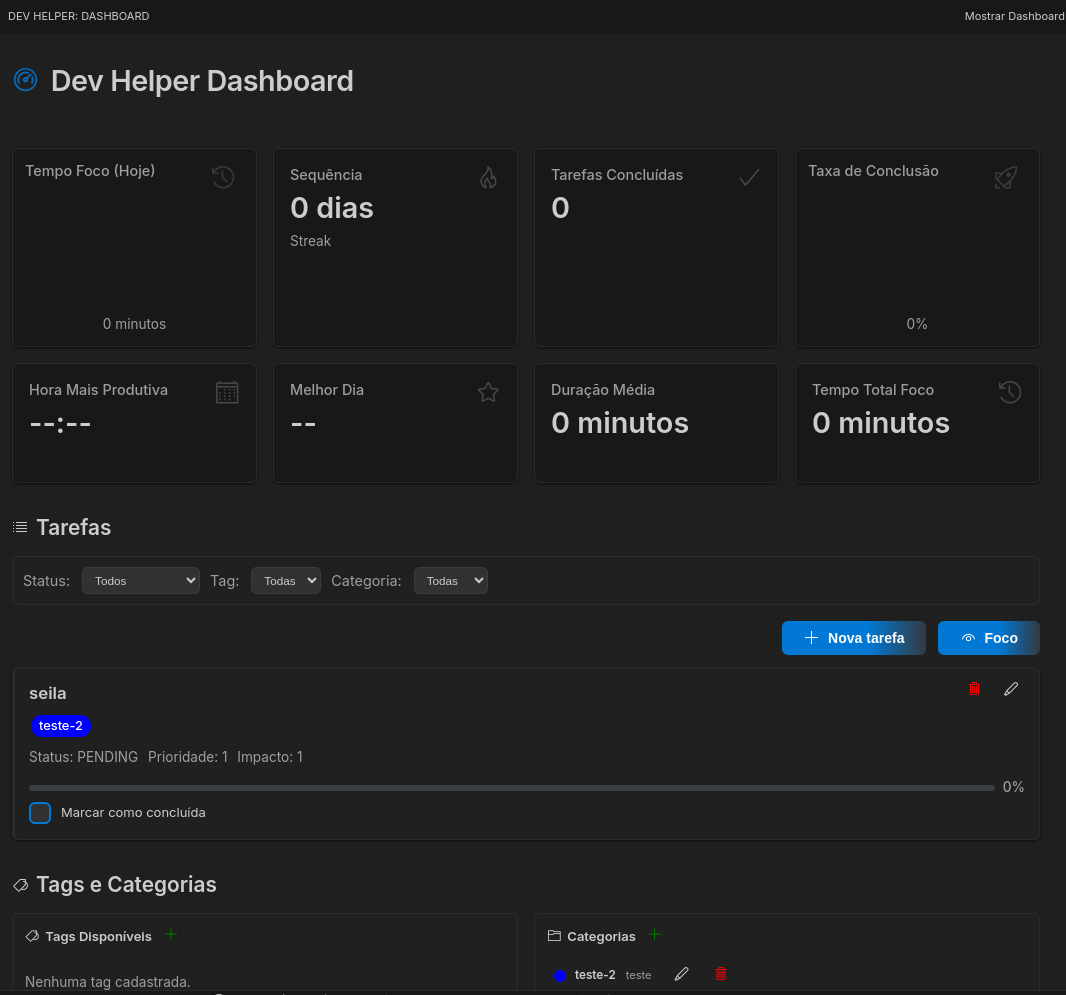 DEV HELPER: DASHBOARD
Mostrar Dashboard
Dev Helper Dashboard
Tempo Foco (Hoje)
0 minutos
Sequência
0 dias
Streak
Tarefas Concluídas
0
Taxa de Conclusão
0%
Hora Mais Produtiva
--:--
Melhor Dia
--
Duração Média
0 minutos
Tempo Total Foco
0 minutos
Tarefas
Status: Todos Tag: Todas Categoria: Todas
Nova tarefa
Foco
seila
teste-2
Status: PENDING Prioridade: 1 Impacto: 1
0%
Marcar como concluída
Tags e Categorias
Tags Disponíveis
Nenhuma tag cadastrada.
Categorias
teste-2 teste